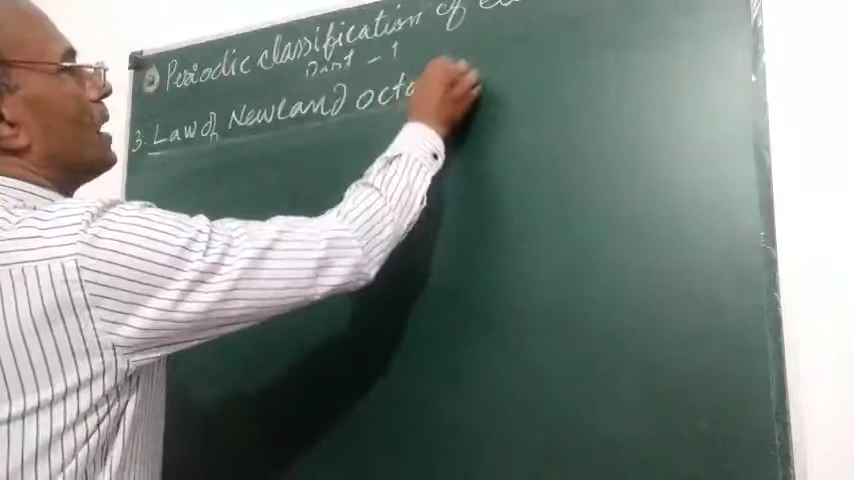 Periodic classification of
Part - 1
3. Law of Newland octa